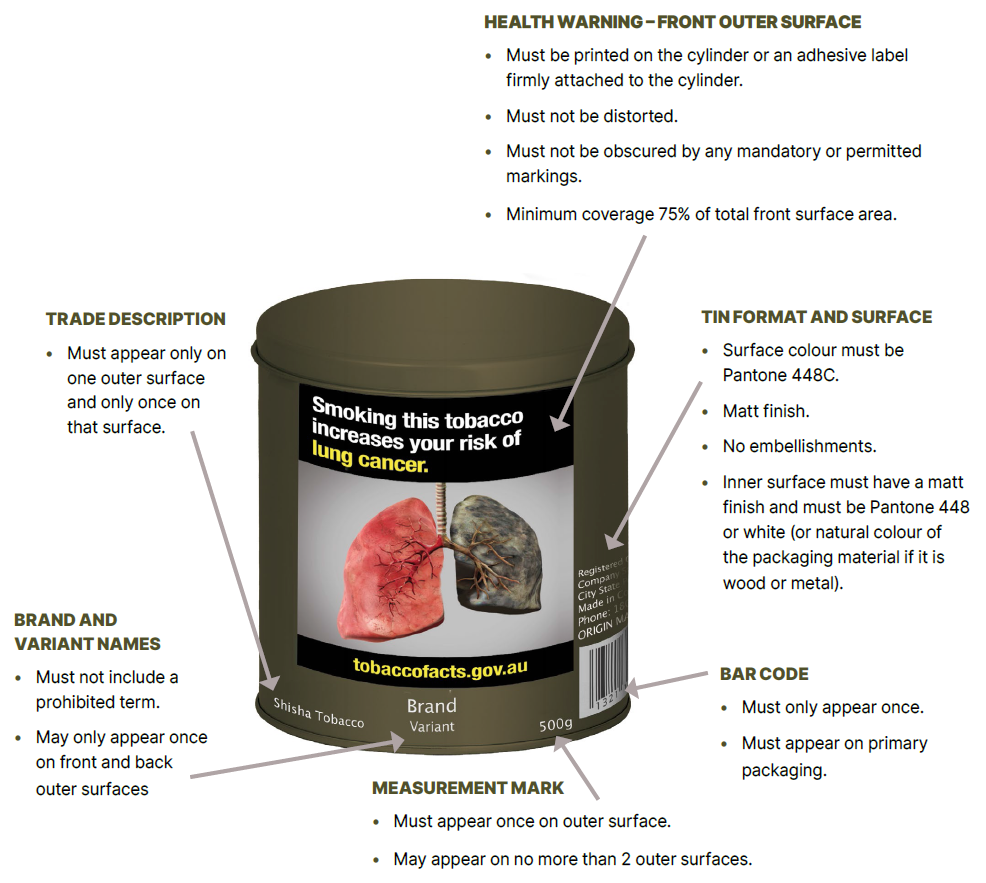 HEALTH WARNING – FRONT OUTER SURFACE
• Must be printed on the cylinder or an adhesive label
firmly attached to the cylinder.
• Must not be distorted.
• Must not be obscured by any mandatory or permitted
markings.
• Minimum coverage 75% of total front surface area.
TRADE DESCRIPTION
• Must appear only on
one outer surface
and only once on
that surface.
TIN FORMAT AND SURFACE
• Surface colour must be
Pantone 448C.
• Matt finish.
• No embellishments.
• Inner surface must have a matt
finish and must be Pantone 448
or white (or natural colour of
the packaging material if it is
wood or metal).
Smoking this tobacco
increases your risk of
lung cancer.
tobaccofacts.gov.au
Registered
Company
City State
Made in
Phone:
ORIGIN
Shisha Tobacco
Brand
Variant
500g
BRAND AND
VARIANT NAMES
• Must not include a
prohibited term.
• May only appear once
on front and back
outer surfaces
BAR CODE
• Must only appear once.
• Must appear on primary
packaging.
MEASUREMENT MARK
• Must appear once on outer surface.
• May appear on no more than 2 outer surfaces.